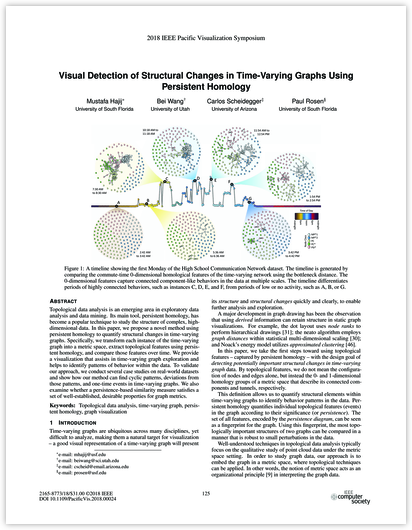 2018 IEEE Pacific Visualization Symposium
Visual Detection of Structural Changes in Time-Varying Graphs Using
Persistent Homology
Mustafa Hajij* Bei Wang† Carlos Scheidegger‡ Paul Rosen§
University of South Florida University of Utah University of Arizona University of South Florida
Figure 1: A timeline showing the first Monday of the High School Communication Network dataset. The timeline is generated by
comparing the commute-time 0-dimensional homological features of the time-varying network using the bottleneck distance. The
0-dimensional features capture connected component-like behaviors in the data at multiple scales. The timeline differentiates
periods of highly connected behaviors, such as instances C, D, E, and F, from periods of low or no activity, such as A, B, or G.
ABSTRACT
Topological data analysis is an emerging area in exploratory data
analysis and data mining. Its main tool, persistent homology, has
become a popular technique to study the structure of complex, high-
dimensional data. In this paper, we propose a novel method using
persistent homology to quantify structural changes in time-varying
graphs. Specifically, we transform each instance of the time-varying
graph into a metric space, extract topological features using persis-
tent homology, and compare those features over time. We provide
a visualization that assists in time-varying graph exploration and
helps to identify patterns of behavior within the data. To validate
our approach, we conduct several case studies on real-world datasets
and show how our method can find cyclic patterns, deviations from
those patterns, and one-time events in time-varying graphs. We also
examine whether a persistence-based similarity measure satisfies a
set of well-established, desirable properties for graph metrics.
Keywords: Topological data analysis, time-varying graph, persis-
tent homology, graph visualization
1 INTRODUCTION
Time-varying graphs are ubiquitous across many disciplines, yet
difficult to analyze, making them a natural target for visualization
– a good visual representation of a time-varying graph will present
*e-mail: mhajij@usf.edu
†e-mail: beiwang@sci.utah.edu
‡e-mail: cscheid@email.arizona.edu
§e-mail: prosen@usf.edu
its structure and structural changes quickly and clearly, to enable
further analysis and exploration.
A major development in graph drawing has been the observation
that using derived information can retain structure in static graph
visualizations. For example, the dot layout uses node ranks to
perform hierarchical drawings [31]; the neato algorithm employs
graph distances within statistical multi-dimensional scaling [30];
and Noack's energy model utilizes approximated clustering [46].
In this paper, we take the first steps toward using topological
features – captured by persistent homology – with the design goal of
detecting potentially important structural changes in time-varying
graph data. By topological features, we do not mean the configura-
tion of nodes and edges alone, but instead the 0- and 1-dimensional
homology groups of a metric space that describe its connected com-
ponents and tunnels, respectively.
This definition allows us to quantify structural elements within
time-varying graphs to identify behavior patterns in the data. Per-
sistent homology quantifies individual topological features (events)
in the graph according to their significance (or persistence). The
set of all features, encoded by the persistence diagram, can be seen
as a fingerprint for the graph. Using this fingerprint, the most topo-
logically important structures of two graphs can be compared in a
manner that is robust to small perturbations in the data.
Well-understood techniques in topological data analysis typically
focus on the qualitative study of point cloud data under the metric
space setting. In order to study graph data, our approach is to
embed the graph in a metric space, where topological techniques
can be applied. In other words, the notion of metric space acts as an
organizational principle [9] in interpreting the graph data.
2165-8773/18/$31.00 ©2018 IEEE
DOI 10.1109/PacificVis.2018.00024
125
IEEE
computer
society